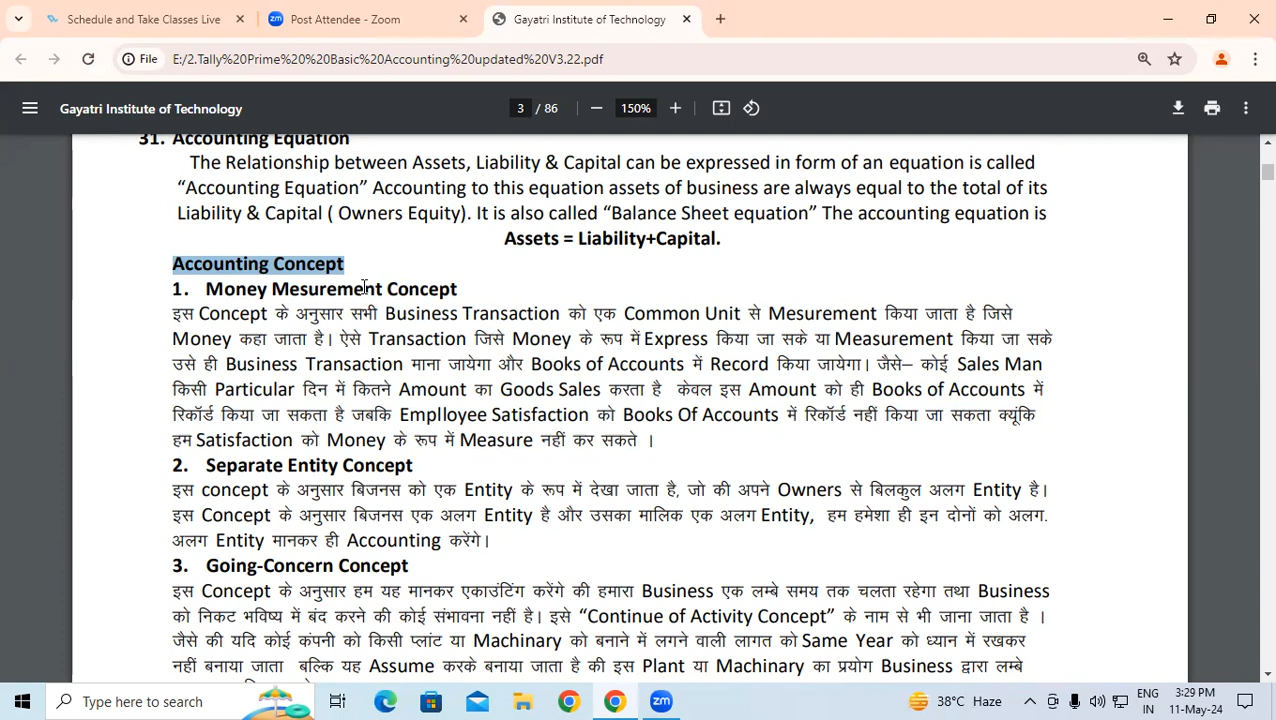 Schedule and Take Classes Live
Post Attendee - Zoom
Gayatri Institute of Technology
File
E:/2.Tally%20Prime%20%20Basic%20Accounting%20updated%20V3.22.pdf
Gayatri Institute of Technology
3 / 86
150%
31. Accounting Equation
The Relationship between Assets, Liability & Capital can be expressed in form of an equation is called
“Accounting Equation” Accounting to this equation assets of business are always equal to the total of its
Liability & Capital ( Owners Equity). It is also called “Balance Sheet equation” The accounting equation is
Assets = Liability+Capital.
Accounting Concept
1. Money Mesurement Concept
इस Concept के अनुसार सभी Business Transaction को एक Common Unit से Mesurement किया जाता है जिसे
Money कहा जाता है। ऐसे Transaction जिसे Money के रूप में Express किया जा सके या Measurement किया जा सके
उसे ही Business Transaction माना जायेगा और Books of Accounts में Record किया जायेगा। जैसे– कोई Sales Man
किसी Particular दिन में कितने Amount का Goods Sales करता है केवल इस Amount को ही Books of Accounts में
रिकॉर्ड किया जा सकता है जबकि Emplloyee Satisfaction को Books Of Accounts में रिकॉर्ड नहीं किया जा सकता क्यूंकि
हम Satisfaction को Money के रूप में Measure नहीं कर सकते ।
2. Separate Entity Concept
इस concept के अनुसार बिजनस को एक Entity के रूप में देखा जाता है, जो की अपने Owners से बिलकुल अलग Entity है।
इस Concept के अनुसार बिजनस एक अलग Entity है और उसका मालिक एक अलग Entity, हम हमेशा ही इन दोनों को अलग.
अलग Entity मानकर ही Accounting करेंगे।
3. Going-Concern Concept
इस Concept के अनुसार हम यह मानकर एकाउंटिंग करेंगे की हमारा Business एक लम्बे समय तक चलता रहेगा तथा Business
को निकट भविष्य में बंद करने की कोई संभावना नहीं है। इसे “Continue of Activity Concept” के नाम से भी जाना जाता है ।
जैसे की यदि कोई कंपनी को किसी प्लांट या Machinary को बनाने में लगने वाली लागत को Same Year को ध्यान में रखकर
नहीं बनाया जाता बल्कि यह Assume करके बनाया जाता है की इस Plant या Machinary का प्रयोग Business द्वारा लम्बे
Type here to search
38°C Haze
ENG
IN
3:29 PM
11-May-24